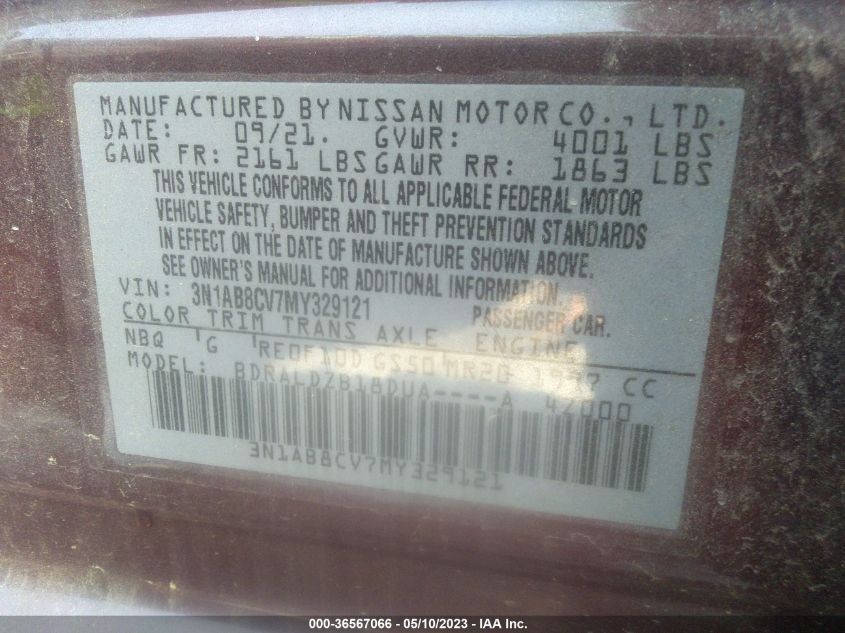 MANUFACTURED BY NISSAN MOTOR CO., LTD.
DATE: 09/21. GVWR: 4001 LBS
GAWR FR: 2161 LBS GAWR RR: 1863 LBS
THIS VEHICLE CONFORMS TO ALL APPLICABLE FEDERAL MOTOR
VEHICLE SAFETY, BUMPER AND THEFT PREVENTION STANDARDS
IN EFFECT ON THE DATE OF MANUFACTURE SHOWN ABOVE.
SEE OWNER'S MANUAL FOR ADDITIONAL INFORMATION.
VIN: 3N1AB8CV7MY329121 PASSENGER CAR.
COLOR TRIM TRANS AXLE ENGINE
NBQ G RE0F10D GS50 MR20 1997 CC
MODEL: BDRALDZB18DUA----A 42000
3N1AB8CV7MY329121
000-36567066 - 05/10/2023 - IAA Inc.